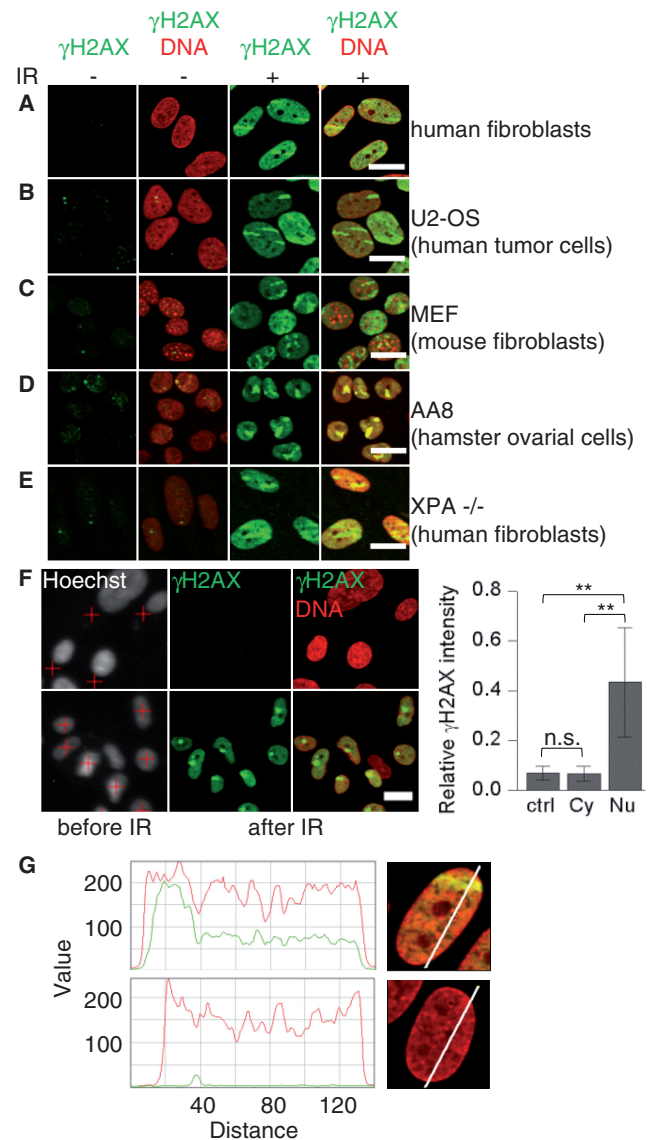 γH2AX γH2AX DNA γH2AX γH2AX DNA
IR - - + +
A human fibroblasts
B U2-OS (human tumor cells)
C MEF (mouse fibroblasts)
D AA8 (hamster ovarial cells)
E XPA -/- (human fibroblasts)
F Hoechst γH2AX γH2AX DNA
before IR after IR
Relative γH2AX intensity
0.8
0.6
0.4
0.2
0.0
**
**
n.s.
ctrl Cy Nu
G
Value
200
100
200
100
40 80 120
Distance